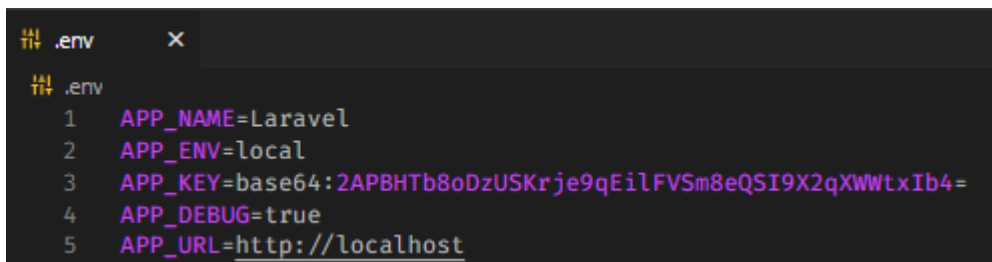 .env
.env
1 APP_NAME=Laravel
2 APP_ENV=local
3 APP_KEY=base64:2APBHTb8oDzUSKrje9qEilFVSm8eQSI9X2qXWWtxIb4=
4 APP_DEBUG=true
5 APP_URL=http://localhost